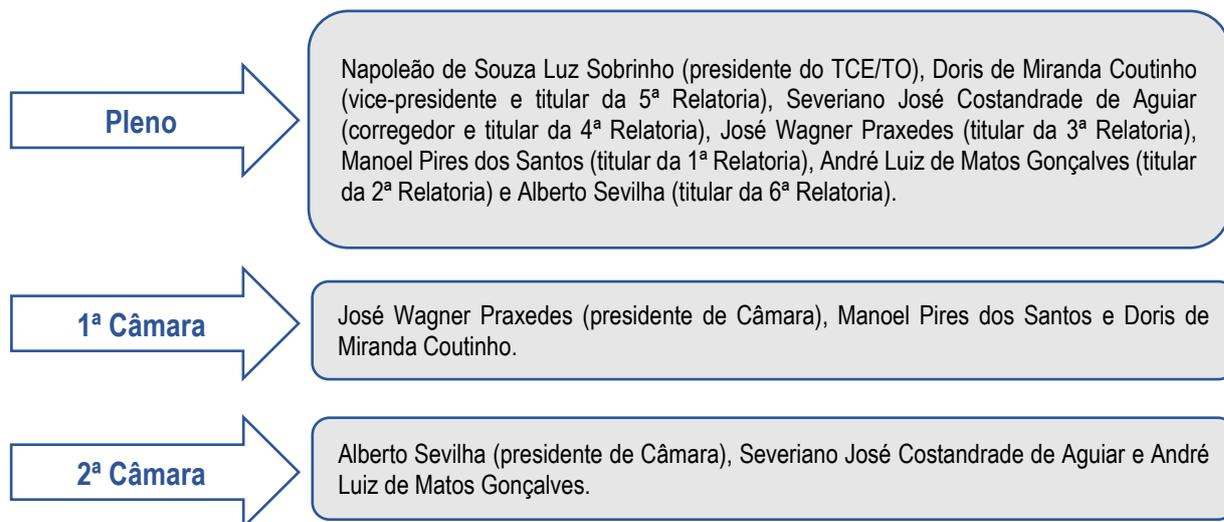 Pleno
Napoleão de Souza Luz Sobrinho (presidente do TCE/TO), Doris de Miranda Coutinho
(vice-presidente e titular da 5ª Relatoria), Severiano José Costandrade de Aguiar
(corregedor e titular da 4ª Relatoria), José Wagner Praxedes (titular da 3ª Relatoria),
Manoel Pires dos Santos (titular da 1ª Relatoria), André Luiz de Matos Gonçalves (titular
da 2ª Relatoria) e Alberto Sevilha (titular da 6ª Relatoria).
1ª Câmara
José Wagner Praxedes (presidente de Câmara), Manoel Pires dos Santos e Doris de
Miranda Coutinho.
2ª Câmara
Alberto Sevilha (presidente de Câmara), Severiano José Costandrade de Aguiar e André
Luiz de Matos Gonçalves.